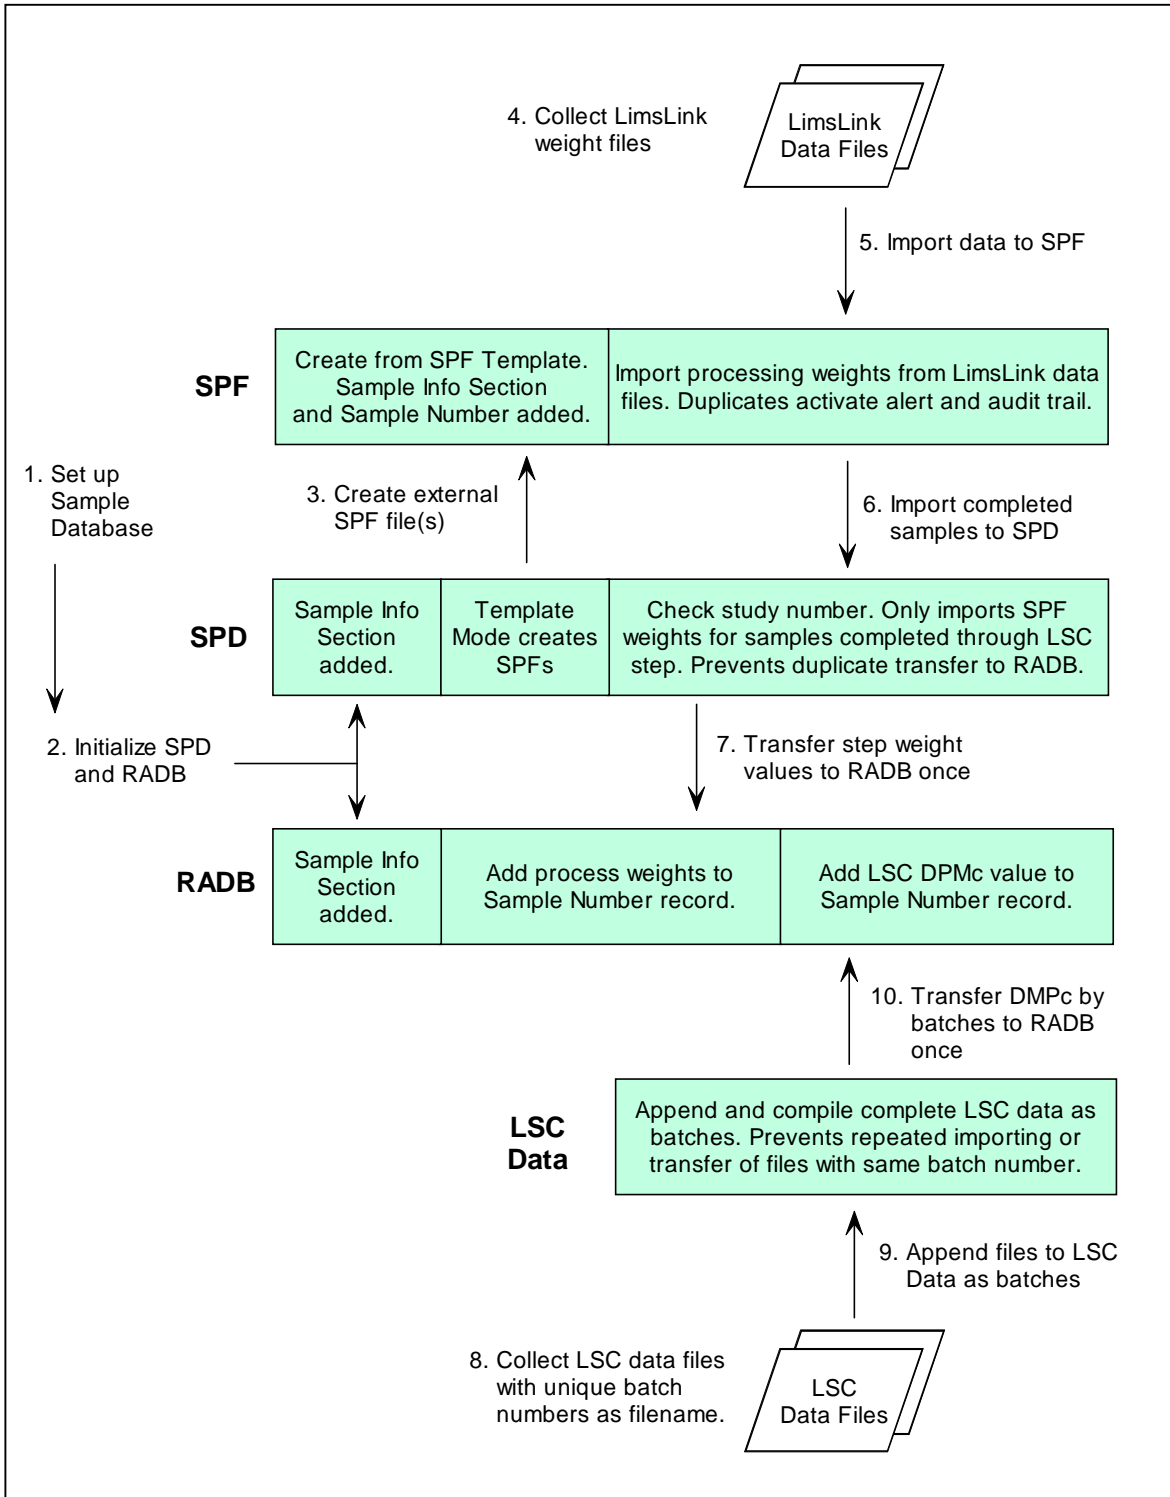 4. Collect LimsLink
weight files
LimsLink
Data Files
5. Import data to SPF
SPF
Create from SPF Template.
Sample Info Section
and Sample Number added.
Import processing weights from LimsLink data
files. Duplicates activate alert and audit trail.
1. Set up
Sample
Database
3. Create external
SPF file(s)
6. Import completed
samples to SPD
SPD
Sample Info
Section
added.
Template
Mode creates
SPFs
Check study number. Only imports SPF
weights for samples completed through LSC
step. Prevents duplicate transfer to RADB.
2. Initialize SPD
and RADB
7. Transfer step weight
values to RADB once
RADB
Sample Info
Section
added.
Add process weights to
Sample Number record.
Add LSC DPMc value to
Sample Number record.
10. Transfer DMPc by
batches to RADB
once
LSC
Data
Append and compile complete LSC data as
batches. Prevents repeated importing or
transfer of files with same batch number.
9. Append files to LSC
Data as batches
8. Collect LSC data files
with unique batch
numbers as filename.
LSC
Data Files